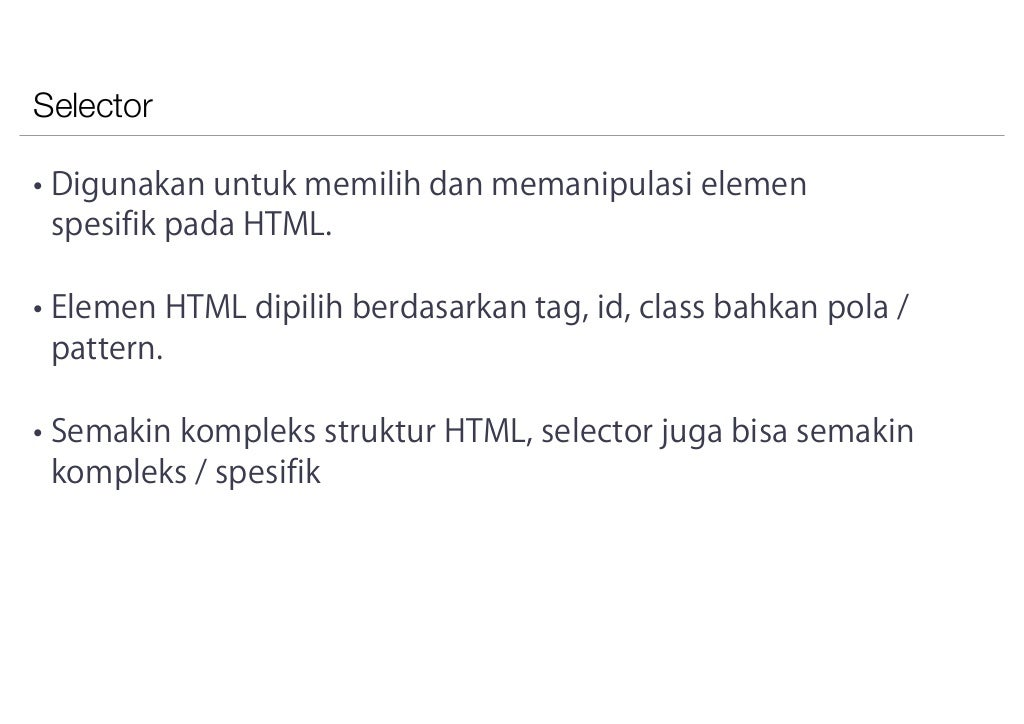 Selector
• Digunakan untuk memilih dan memanipulasi elemen
spesifik pada HTML.
• Elemen HTML dipilih berdasarkan tag, id, class bahkan pola /
pattern.
• Semakin kompleks struktur HTML, selector juga bisa semakin
kompleks / spesifik